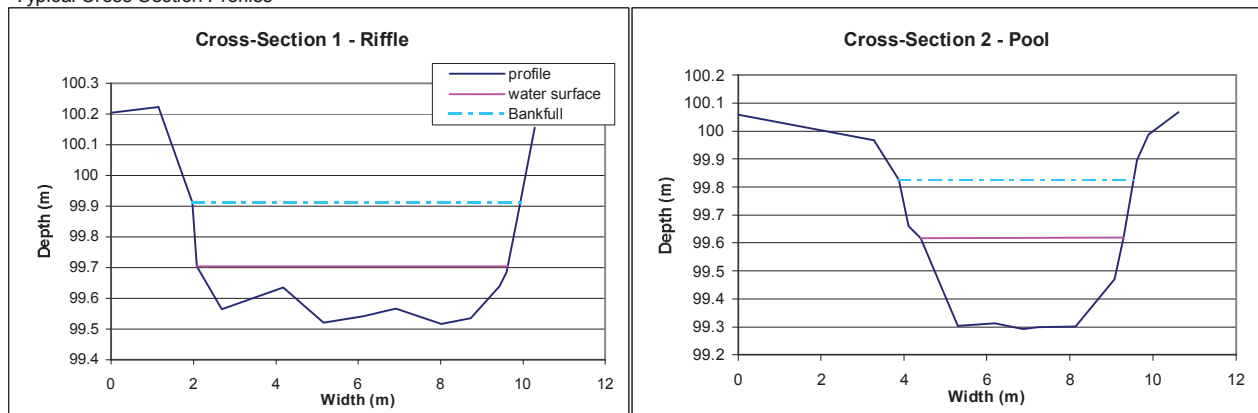 Typical Cross Section Profiles
Cross-Section 1 - Riffle
profile
water surface
Bankfull
100.3
100.2
100.1
100
99.9
99.8
99.7
99.6
99.5
99.4
Depth (m)
0 2 4 6 8 10 12
Width (m)
Cross-Section 2 - Pool
100.2
100.1
100
99.9
99.8
99.7
99.6
99.5
99.4
99.3
99.2
Depth (m)
0 2 4 6 8 10 12
Width (m)